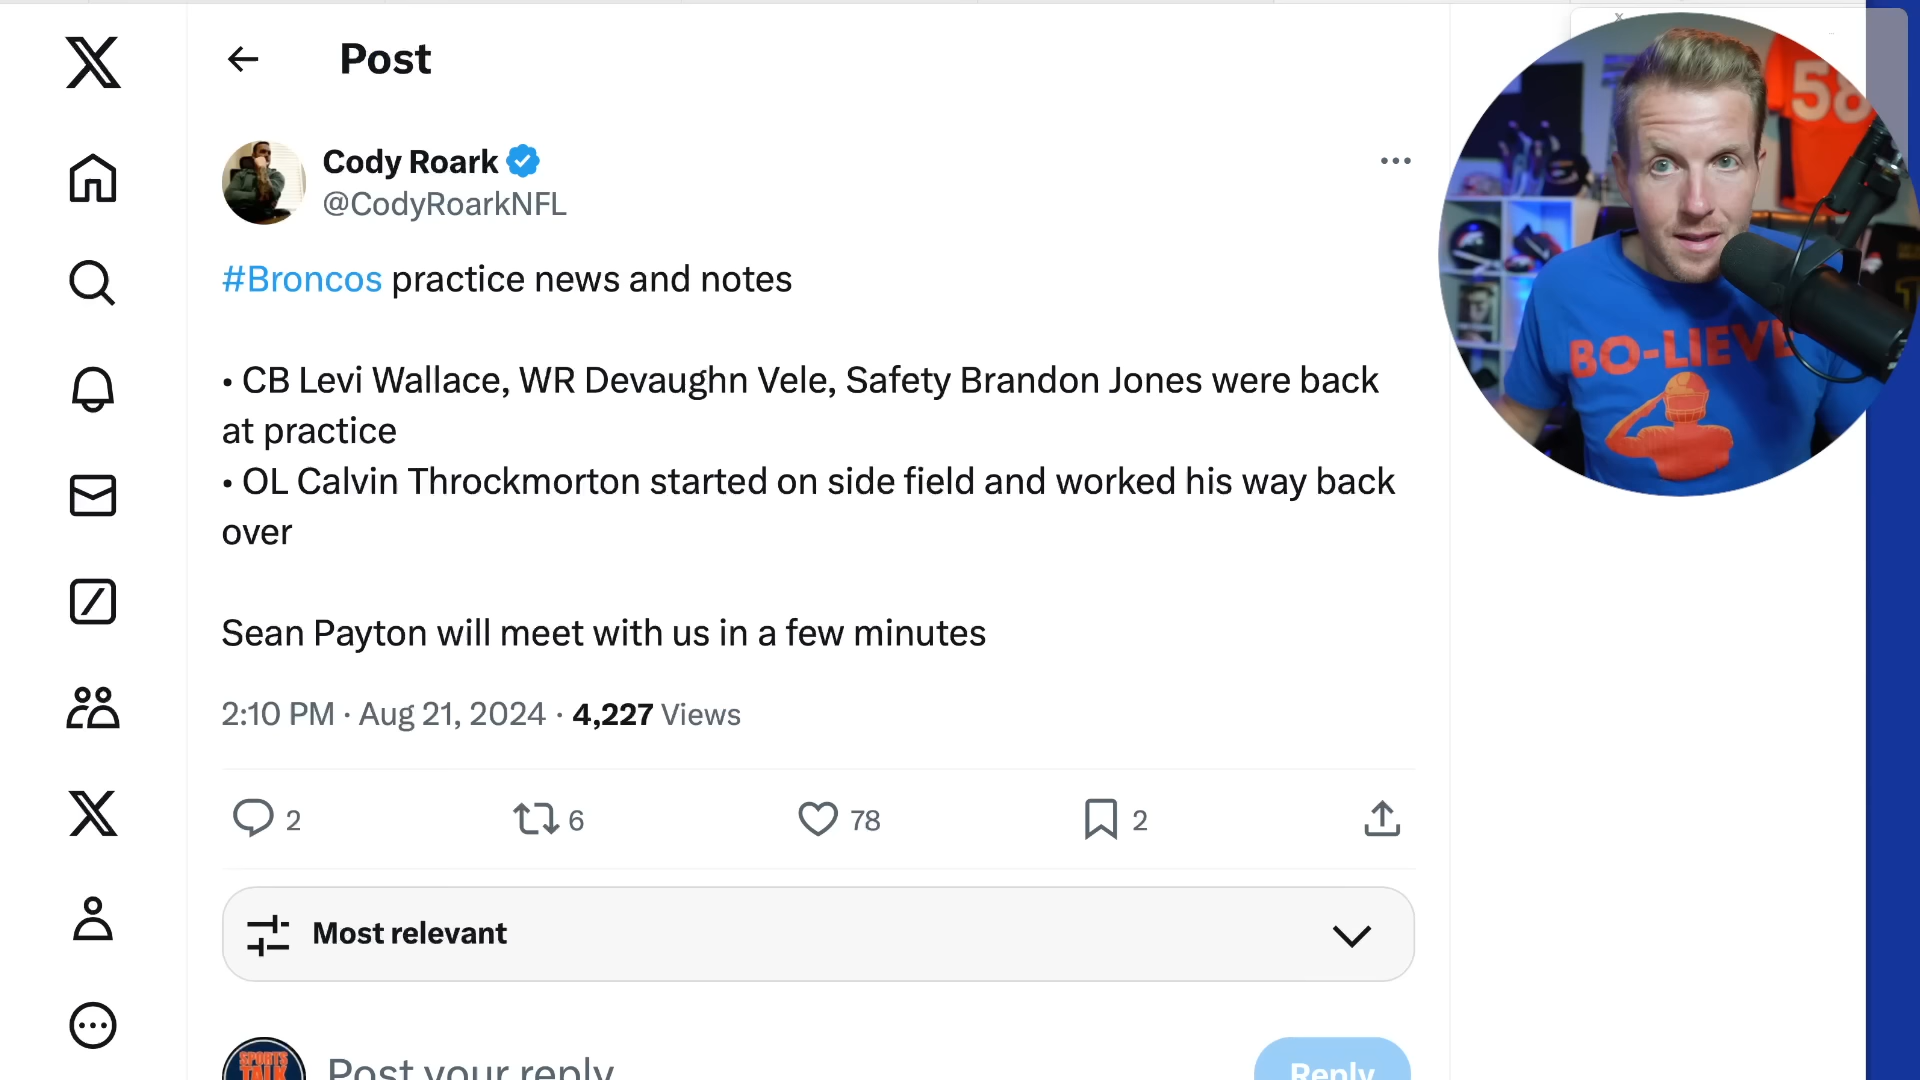 Post
Cody Roark
@CodyRoarkNFL
#Broncos practice news and notes
• CB Levi Wallace, WR Devaughn Vele, Safety Brandon Jones were back
at practice
• OL Calvin Throckmorton started on side field and worked his way back
over
Sean Payton will meet with us in a few minutes
2:10 PM · Aug 21, 2024 · 4,227 Views
2 6 78 2
Most relevant
SPORTS
TALK
Post your reply
Reply
58
BO-LIEVE